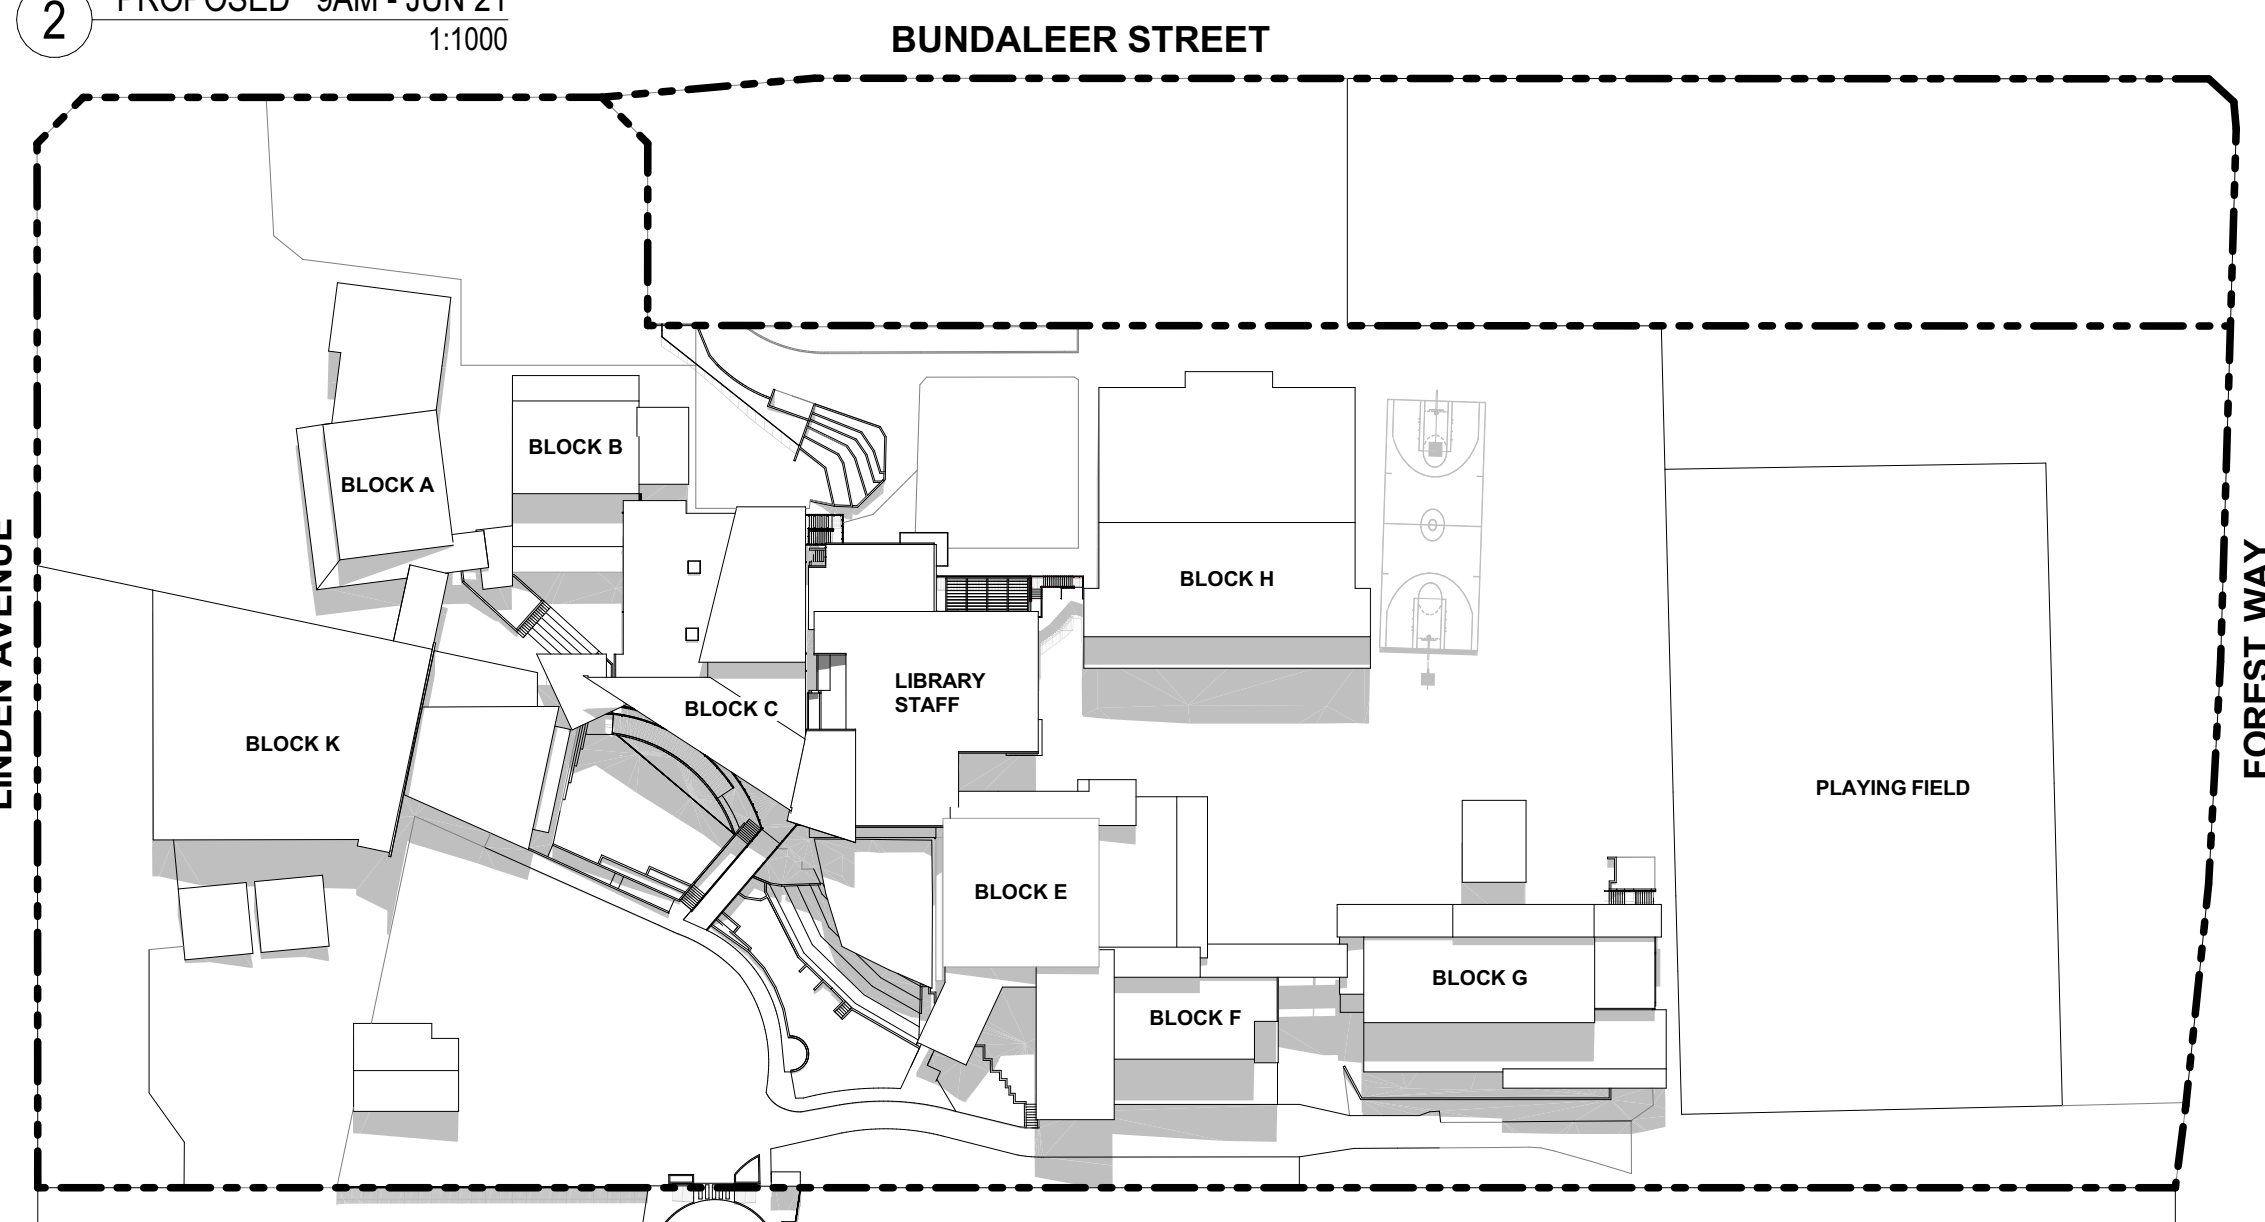 2
PROPOSED 9AM - JUN 21
1:1000
BUNDALEER STREET
BLOCK B
BLOCK A
BLOCK H
LINDEN AVENUE
FOREST WAY
LIBRARY
STAFF
BLOCK C
BLOCK K
PLAYING FIELD
BLOCK E
BLOCK G
BLOCK F